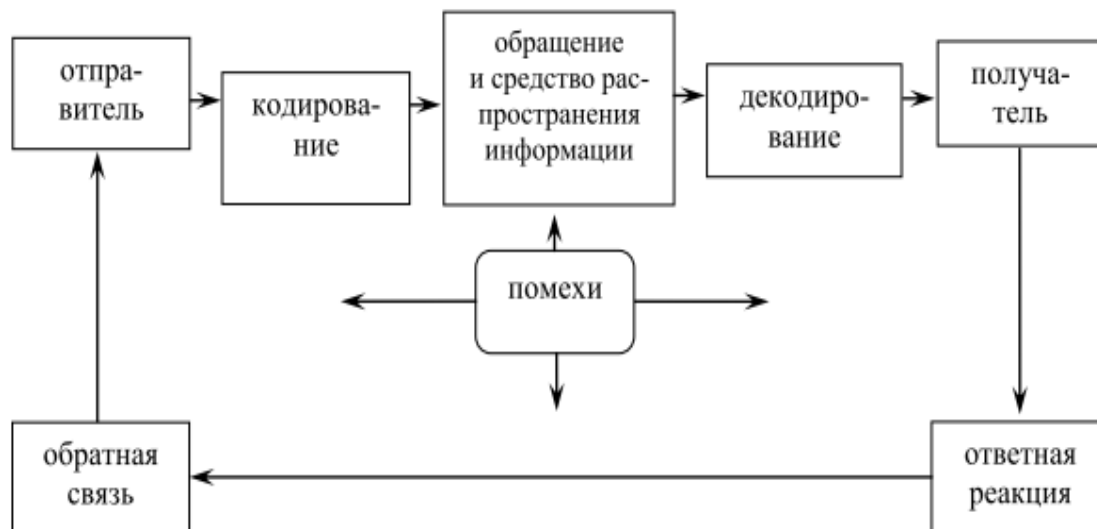 отпра-
витель
кодирова-
ние
обращение
и средство рас-
пространения
информации
декодиро-
вание
получа-
тель
помехи
обратная
связь
ответная
реакция